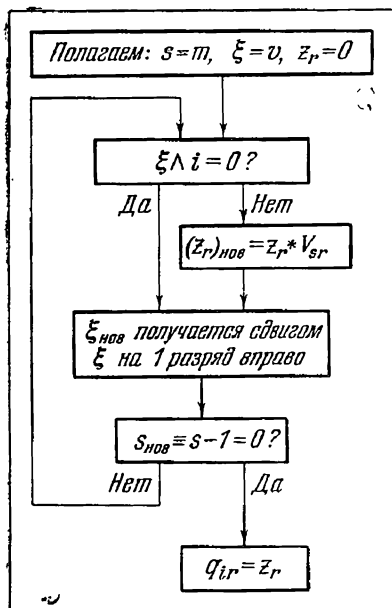 Полагаем: s=m, ξ=v, z_r=0
ξ∧i=0?
Да
Нет
(z_r)_нов=z_r*V_sr
ξ_нов получается сдвигом
ξ на 1 разряд вправо
s_нов≡s−1=0?
Нет
Да
q_ir=z_r